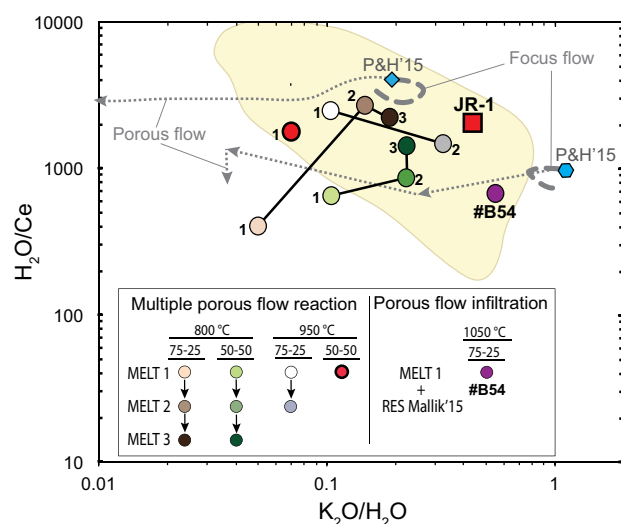 10000
1000
100
10
H2O/Ce
0.01 0.1 1
K2O/H2O
P&H'15
Focus flow
JR-1
P&H'15
Porous flow
#B54
1
1
2
3
2
1
3
2
1
Multiple porous flow reaction
800 °C 950 °C
75-25 50-50 75-25 50-50
MELT 1
MELT 2
MELT 3
Porous flow infiltration
1050 °C
75-25
MELT 1
+
RES Mallik'15
#B54